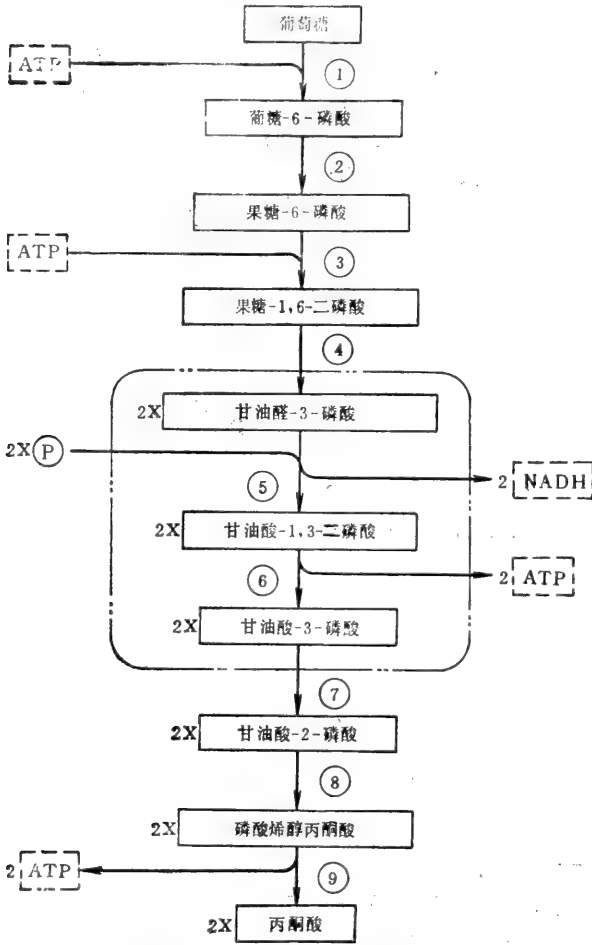 葡萄糖
ATP
①
葡糖-6-磷酸
②
果糖-6-磷酸
ATP
③
果糖-1,6-二磷酸
④
2X 甘油醛-3-磷酸
2X Ⓟ
2 NADH
⑤
2X 甘油酸-1,3-二磷酸
⑥
2 ATP
2X 甘油酸-3-磷酸
⑦
2X 甘油酸-2-磷酸
⑧
2X 磷酸烯醇丙酮酸
2 ATP
⑨
2X 丙酮酸